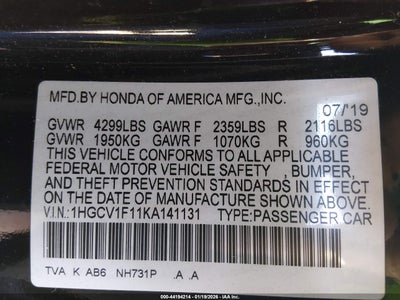 MFD.BY HONDA OF AMERICA MFG.,INC.
07/'19
GVWR 4299LBS GAWR F 2359LBS R 2116LBS
GVWR 1950KG GAWR F 1070KG R 960KG
THIS VEHICLE CONFORMS TO ALL APPLICABLE
FEDERAL MOTOR VEHICLE SAFETY , BUMPER,
AND THEFT PREVENTION STANDARDS IN EFFECT
ON THE DATE OF MANUFACTURE SHOWN ABOVE.
VIN:1HGCV1F11KA141131 TYPE:PASSENGER CAR
TVA K AB6 NH731P .A .A
000-44194214 - 01/19/2026 - IAA Inc.